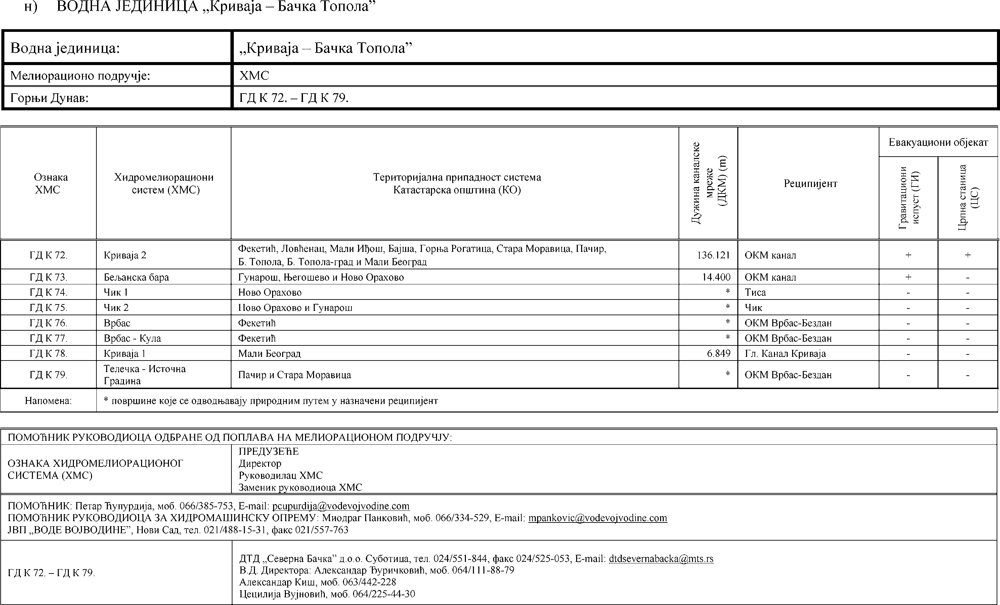 н) ВОДНА ЈЕДИНИЦА „Криваја – Бачка Топола”
Водна јединица: „Криваја – Бачка Топола”
Мелиорационо подручје: ХМС
Горњи Дунав: ГД К 72. – ГД К 79.
Ознака
ХМС
Хидромелиорациони
систем (ХМС)
Територијална припадност система
Катастарска општина (КО)
Дужина каналске
мреже
(ДКМ) (m)
Реципијент
Евакуациони објекат
Гравитациони
испуст (ГИ)
Црпна станица
(ЦС)
ГД К 72. Криваја 2 Фекетић, Ловћенац, Мали Иђош, Бајша, Горња Рогатица, Стара Моравица, Пачир,
Б. Топола, Б. Топола-град и Мали Београд 136.121 ОКМ канал + +
ГД К 73. Бељанска бара Гунарош, Његошево и Ново Орахово 14.400 ОКМ канал + -
ГД К 74. Чик 1 Ново Орахово * Тиса - -
ГД К 75. Чик 2 Ново Орахово и Гунарош * Чик - -
ГД К 76. Врбас Фекетић * ОКМ Врбас-Бездан - -
ГД К 77. Врбас - Кула Фекетић * ОКМ Врбас-Бездан - -
ГД К 78. Криваја 1 Мали Београд 6.849 Гл. Канал Криваја - -
ГД К 79. Телечка - Источна
Градина Пачир и Стара Моравица * ОКМ Врбас-Бездан - -
Напомена: * површине које се одводњавају природним путем у назначени реципијент
ПОМОЋНИК РУКОВОДИОЦА ОДБРАНЕ ОД ПОПЛАВА НА МЕЛИОРАЦИОНОМ ПОДРУЧЈУ:
ОЗНАКА ХИДРОМЕЛИОРАЦИОНОГ
СИСТЕМА (ХМС)
ПРЕДУЗЕЋЕ
Директор
Руководилац ХМС
Заменик руководиоца ХМС
ПОМОЋНИК: Петар Ћупурдија, моб. 066/385-753, E-mail: pcupurdija@vodevojvodine.com
ПОМОЋНИК РУКОВОДИОЦА ЗА ХИДРОМАШИНСКУ ОПРЕМУ: Миодраг Панковић, моб. 066/334-529, E-mail: mpankovic@vodevojvodine.com
ЈВП „ВОДЕ ВОЈВОДИНЕ”, Нови Сад, тел. 021/488-15-31, факс 021/557-763
ГД К 72. – ГД К 79.
ДТД „Северна Бачка” д.о.о. Суботица, тел. 024/551-844, факс 024/525-053, E-mail: dtdsevernabacka@mts.rs
В.Д. Директора: Александар Ђуричковић, моб. 064/111-88-79
Александар Киш, моб. 063/442-228
Цецилија Вујновић, моб. 064/225-44-30